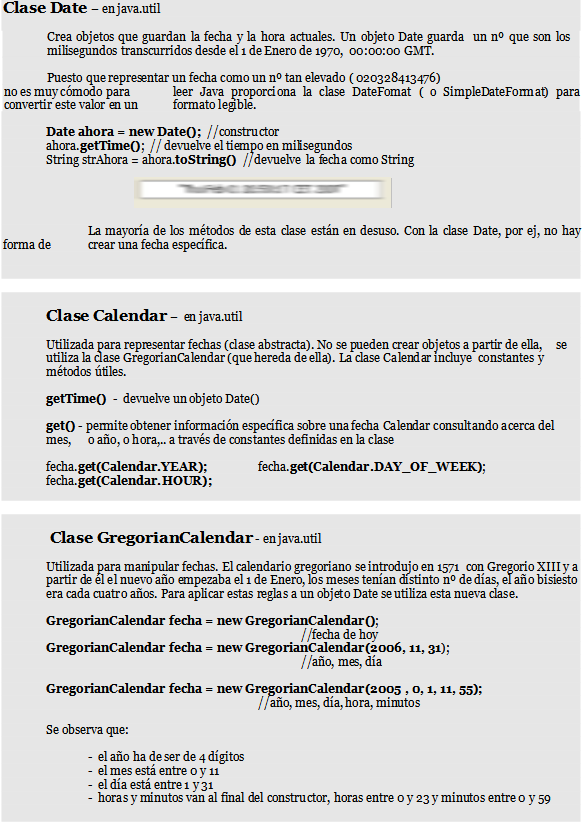 Clase Date – en java.util
Crea objetos que guardan la fecha y la hora actuales. Un objeto Date guarda un nº que son los
milisegundos transcurridos desde el 1 de Enero de 1970, 00:00:00 GMT.
Puesto que representar un fecha como un nº tan elevado ( 020328413476)
no es muy cómodo para leer Java proporciona la clase DateFomat ( o SimpleDateFormat) para
convertir este valor en un formato legible.
Date ahora = new Date(); //constructor
ahora.getTime(); // devuelve el tiempo en milisegundos
String strAhora = ahora.toString() //devuelve la fecha como String
La mayoría de los métodos de esta clase están en desuso. Con la clase Date, por ej, no hay
forma de crear una fecha específica.
Clase Calendar – en java.util
Utilizada para representar fechas (clase abstracta). No se pueden crear objetos a partir de ella, se
utiliza la clase GregorianCalendar (que hereda de ella). La clase Calendar incluye constantes y
métodos útiles.
getTime() - devuelve un objeto Date()
get() - permite obtener información específica sobre una fecha Calendar consultando acerca del
mes, o año, o hora,.. a través de constantes definidas en la clase
fecha.get(Calendar.YEAR); fecha.get(Calendar.DAY_OF_WEEK);
fecha.get(Calendar.HOUR);
Clase GregorianCalendar - en java.util
Utilizada para manipular fechas. El calendario gregoriano se introdujo en 1571 con Gregorio XIII y a
partir de él el nuevo año empezaba el 1 de Enero, los meses tenían distinto nº de días, el año bisiesto
era cada cuatro años. Para aplicar estas reglas a un objeto Date se utiliza esta nueva clase.
GregorianCalendar fecha = new GregorianCalendar();
//fecha de hoy
GregorianCalendar fecha = new GregorianCalendar(2006, 11, 31);
//año, mes, día
GregorianCalendar fecha = new GregorianCalendar(2005 , 0, 1, 11, 55);
//año, mes, día, hora, minutos
Se observa que:
- el año ha de ser de 4 dígitos
- el mes está entre 0 y 11
- el día está entre 1 y 31
- horas y minutos van al final del constructor, horas entre 0 y 23 y minutos entre 0 y 59